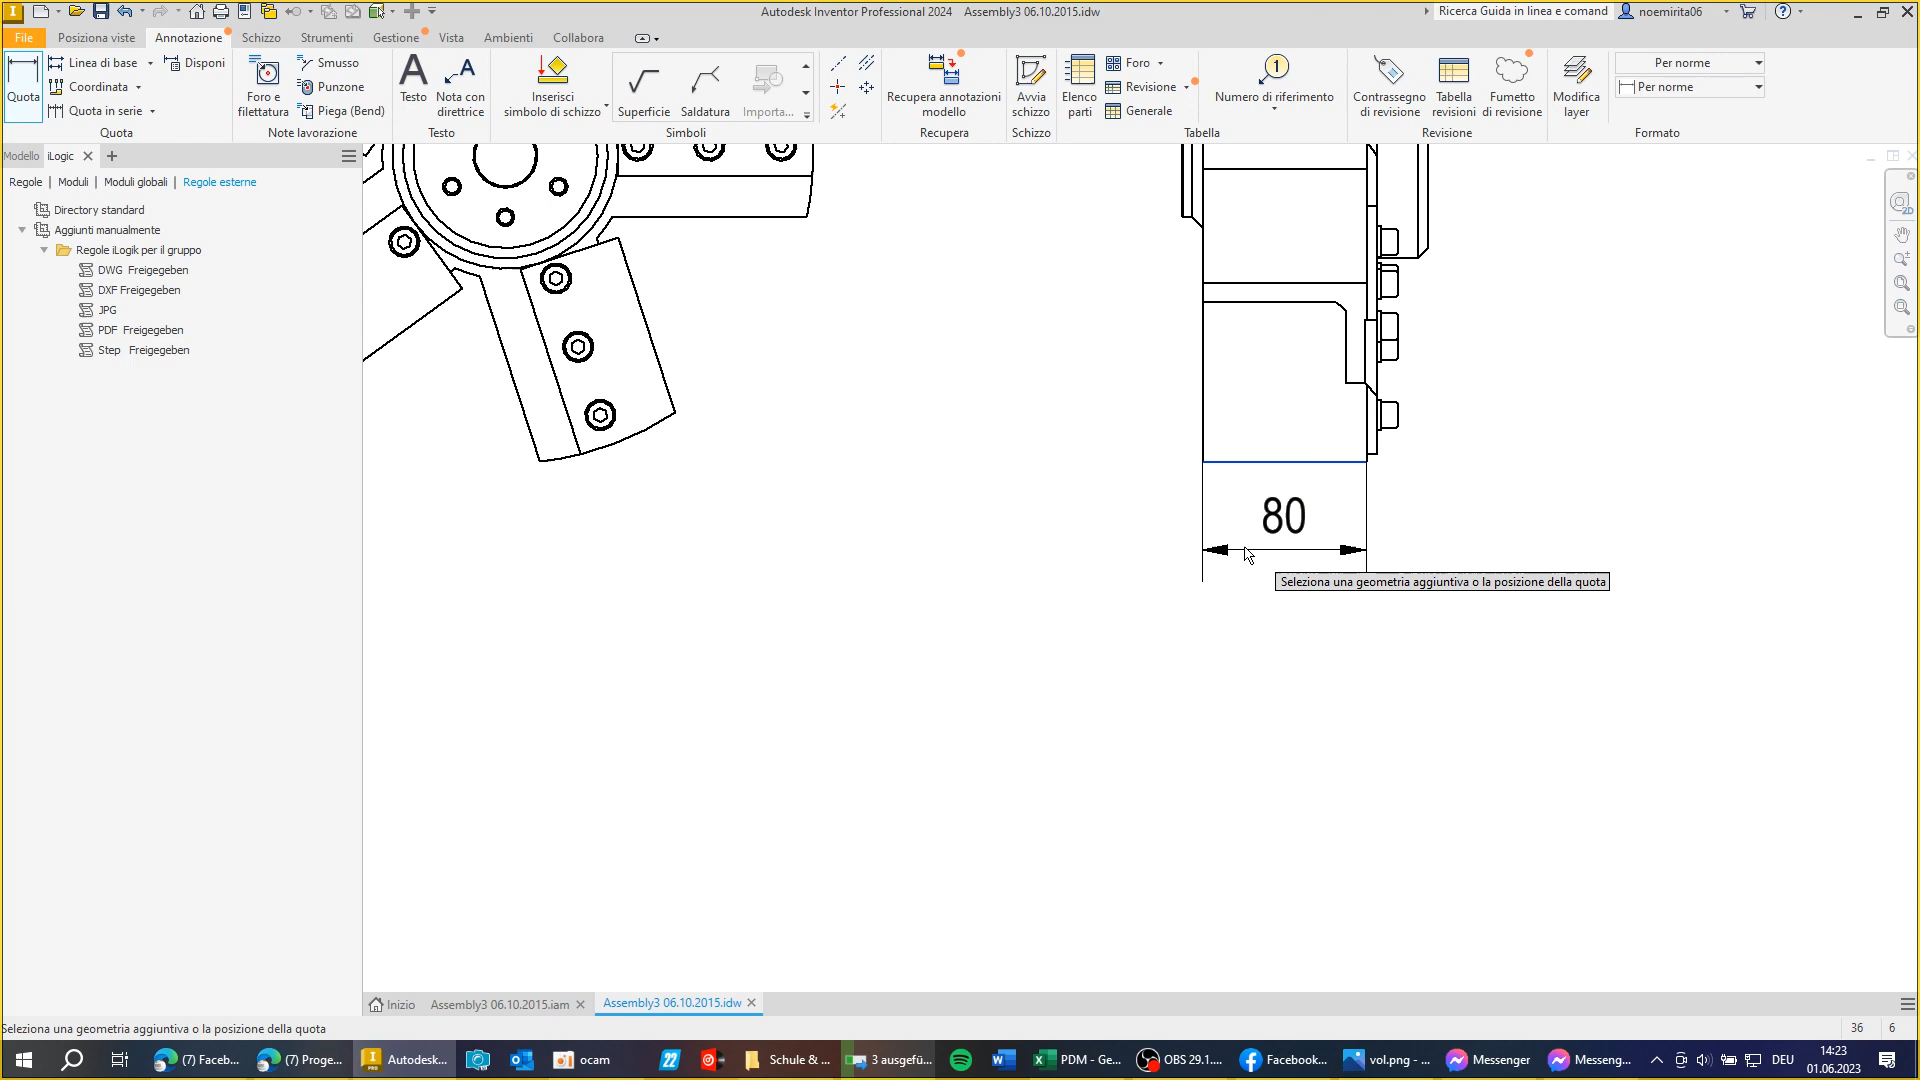 Autodesk Inventor Professional 2024 Assembly3 06.10.2015.idw
Ricerca Guida in linea e comand
noemirita06
File Posiziona viste Annotazione Schizzo Strumenti Gestione Vista Ambienti Collabora
Quota
Linea di base
Coordinata
Quota in serie
Disponi
Quota
Foro e
filettatura
Smusso
Punzone
Piega (Bend)
Note lavorazione
Testo
Nota con
direttrice
Testo
Inserisci
simbolo di schizzo
Superficie
Saldatura
Importa...
Simboli
Recupera annotazioni
modello
Recupera
Avvia
schizzo
Schizzo
Elenco
parti
Foro
Revisione
Generale
1
Numero di riferimento
Tabella
Contrassegno
di revisione
Tabella
revisioni
Fumetto
di revisione
Revisione
Modifica
layer
Per norme
Per norme
Formato
Modello iLogic
Regole | Moduli | Moduli globali | Regole esterne
Directory standard
Aggiunti manualmente
Regole iLogik per il gruppo
DWG Freigegeben
DXF Freigegeben
JPG
PDF Freigegeben
Step Freigegeben
2D
80
Seleziona una geometria aggiuntiva o la posizione della quota
Inizio Assembly3 06.10.2015.iam Assembly3 06.10.2015.idw
Seleziona una geometria aggiuntiva o la posizione della quota
36 6
(7) Faceb... (7) Proge... Autodesk... ocam 22 Schule & ... 3 ausgefü... PDM - Ge... OBS 29.1.... Facebook... vol.png - ... Messenger Messeng... DEU
14:23
01.06.2023